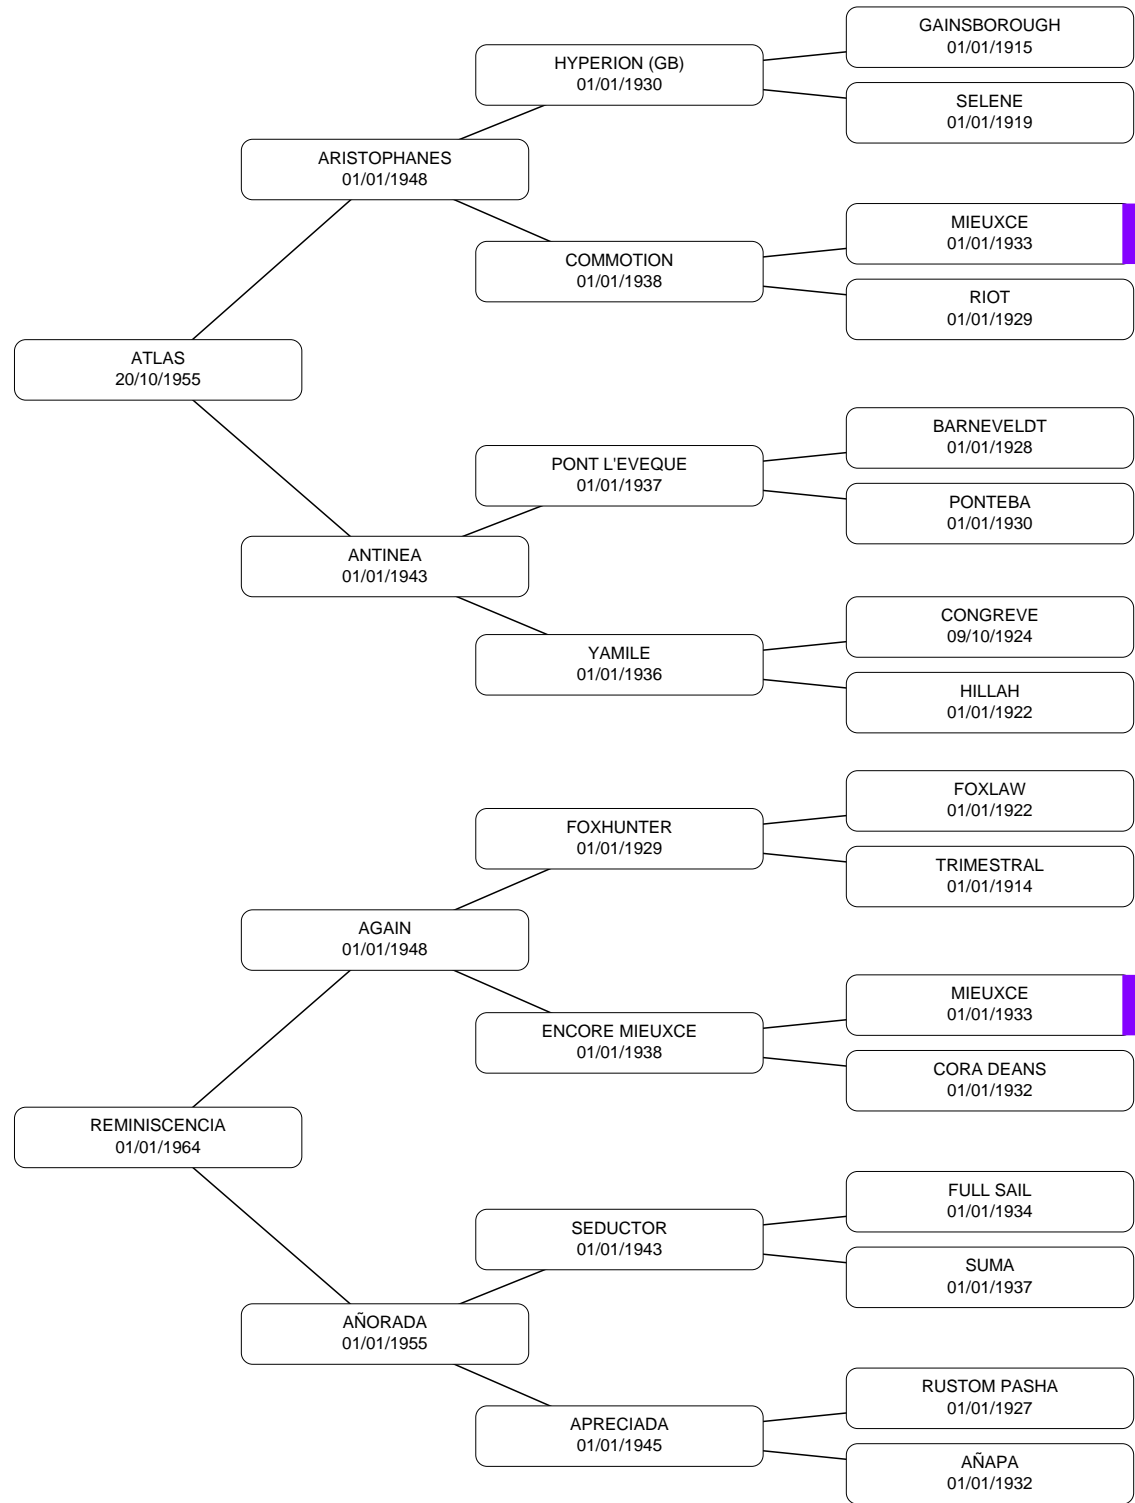 GAINSBOROUGH
01/01/1915
HYPERION (GB)
01/01/1930
SELENE
01/01/1919
ARISTOPHANES
01/01/1948
MIEUXCE
01/01/1933
COMMOTION
01/01/1938
RIOT
01/01/1929
ATLAS
20/10/1955
BARNEVELDT
01/01/1928
PONT L'EVEQUE
01/01/1937
PONTEBA
01/01/1930
ANTINEA
01/01/1943
CONGREVE
09/10/1924
YAMILE
01/01/1936
HILLAH
01/01/1922
FOXLAW
01/01/1922
FOXHUNTER
01/01/1929
TRIMESTRAL
01/01/1914
AGAIN
01/01/1948
MIEUXCE
01/01/1933
ENCORE MIEUXCE
01/01/1938
CORA DEANS
01/01/1932
REMINISCENCIA
01/01/1964
FULL SAIL
01/01/1934
SEDUCTOR
01/01/1943
SUMA
01/01/1937
AÑORADA
01/01/1955
RUSTOM PASHA
01/01/1927
APRECIADA
01/01/1945
AÑAPA
01/01/1932